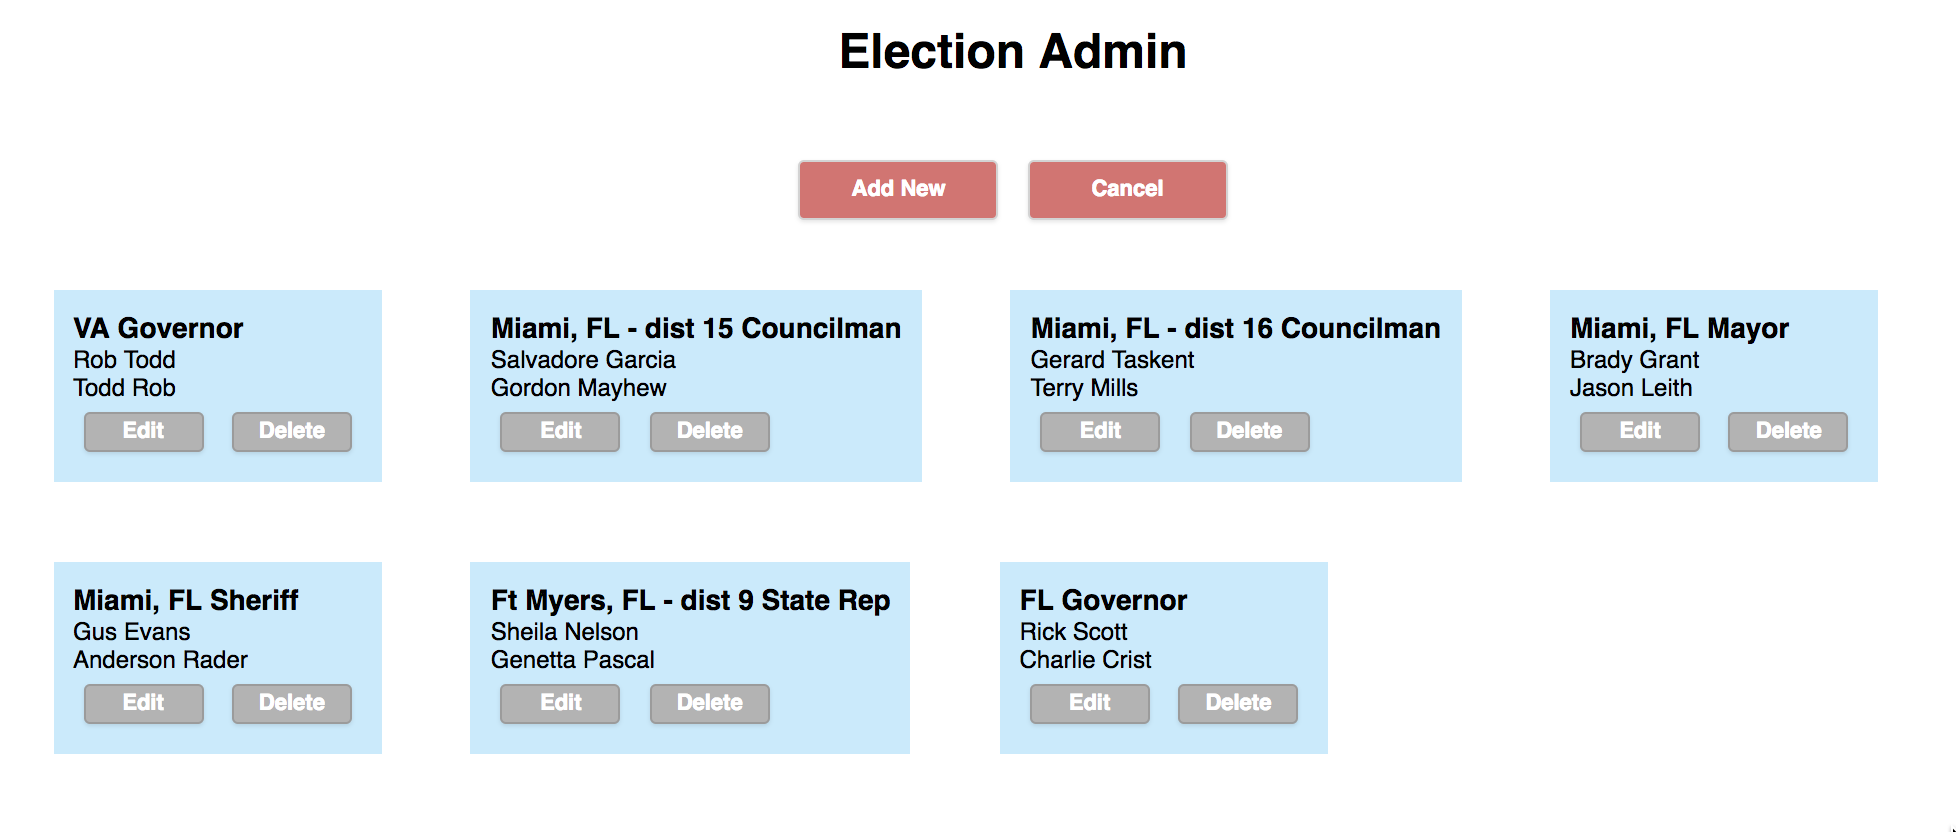 Election Admin
Add New
Cancel
VA Governor
Rob Todd
Todd Rob
Edit
Delete
Miami, FL - dist 15 Councilman
Salvadore Garcia
Gordon Mayhew
Edit
Delete
Miami, FL - dist 16 Councilman
Gerard Taskent
Terry Mills
Edit
Delete
Miami, FL Mayor
Brady Grant
Jason Leith
Edit
Delete
Miami, FL Sheriff
Gus Evans
Anderson Rader
Edit
Delete
Ft Myers, FL - dist 9 State Rep
Sheila Nelson
Genetta Pascal
Edit
Delete
FL Governor
Rick Scott
Charlie Crist
Edit
Delete